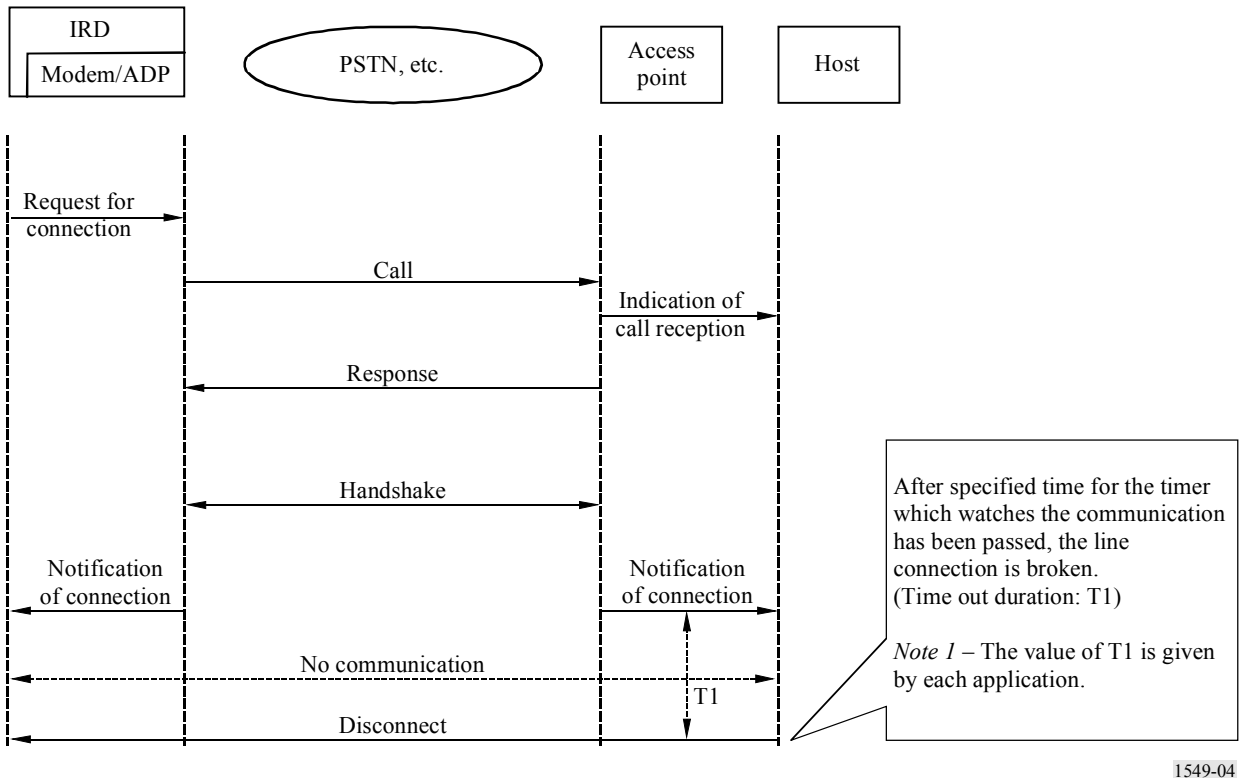 IRD
Modem/ADP
PSTN, etc.
Access
point
Host
Request for
connection
Call
Indication of
call reception
Response
Handshake
Notification
of connection
Notification
of connection
No communication
T1
Disconnect
After specified time for the timer
which watches the communication
has been passed, the line
connection is broken.
(Time out duration: T1)
Note 1 – The value of T1 is given
by each application.
1549-04